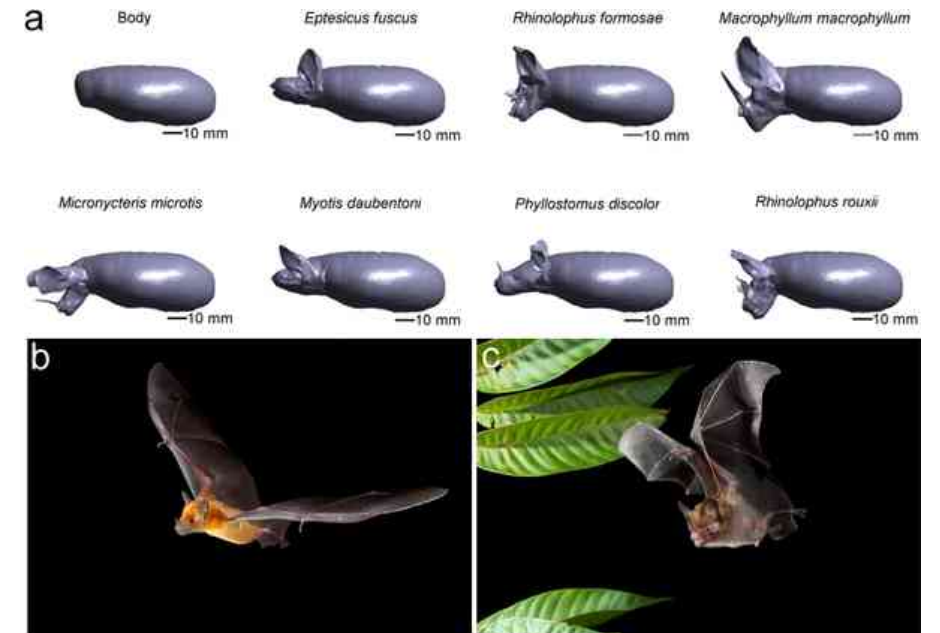 a
Body
Eptesicus fuscus
Rhinolophus formosae
Macrophyllum macrophyllum
10 mm
10 mm
10 mm
10 mm
Micronycteris microtis
Myotis daubentoni
Phyllostomus discolor
Rhinolophus rouxii
10 mm
10 mm
10 mm
10 mm
b
c